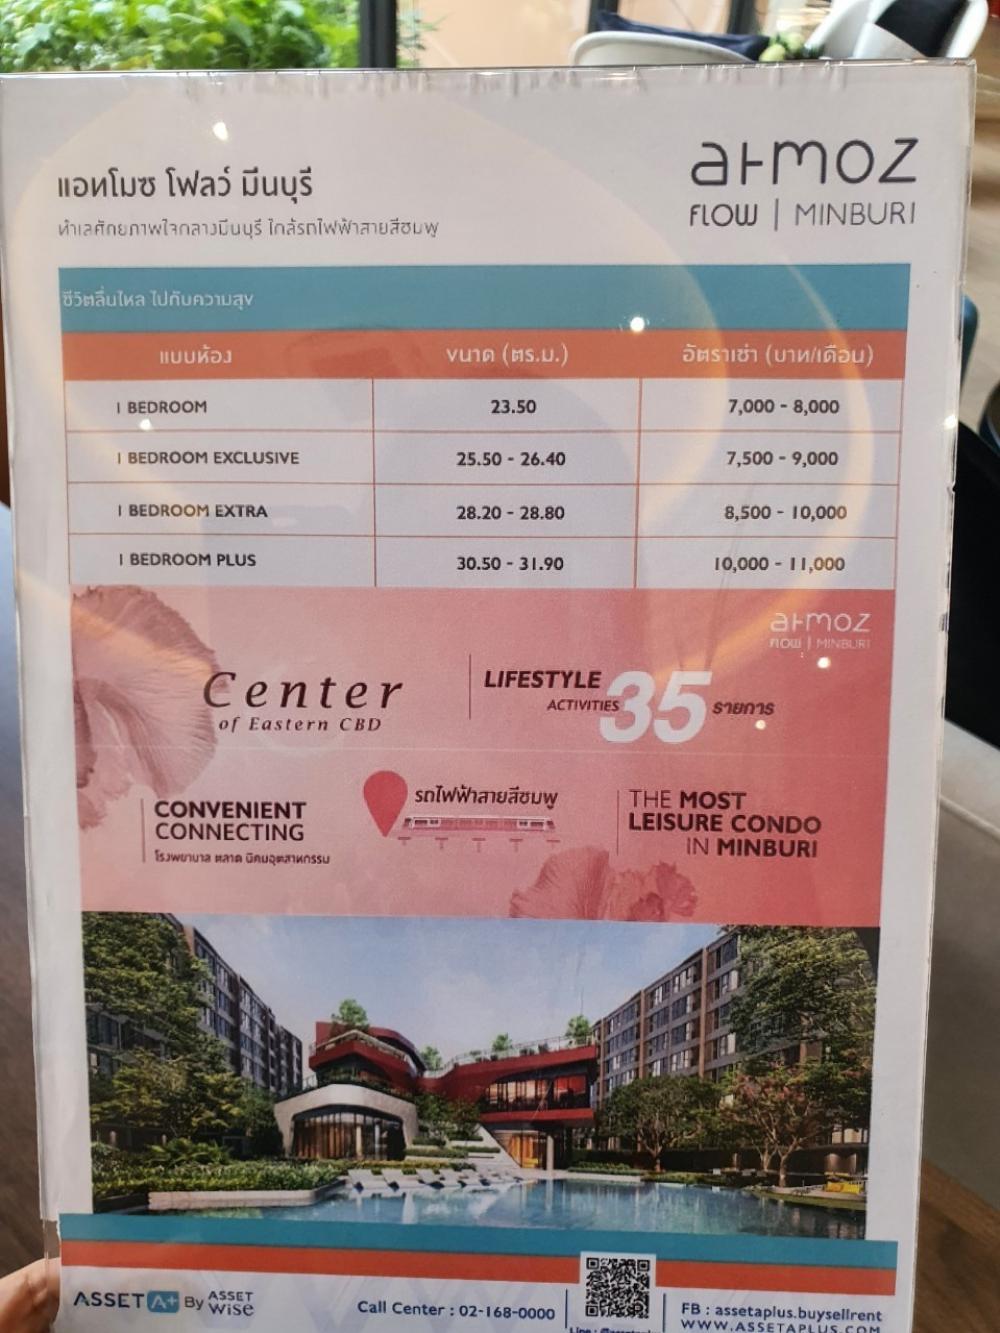 แอทโมซ โฟลว์ มีนบุรี
ทำเลศักยภาพใจกลางมีนบุรี ใกล้รถไฟฟ้าสายสีชมพู
atmoz
FLOW | MINBURI
ชีวิตลื่นไหล ไปกับความสุข
แบบห้อง ขนาด (ตร.ม.) อัตราเช่า (บาท/เดือน)
1 BEDROOM 23.50 7,000 - 8,000
1 BEDROOM EXCLUSIVE 25.50 - 26.40 7,500 - 9,000
1 BEDROOM EXTRA 28.20 - 28.80 8,500 - 10,000
1 BEDROOM PLUS 30.50 - 31.90 10,000 - 11,000
atmoz
FLOW | MINBURI
Center
of Eastern CBD
LIFESTYLE
ACTIVITIES 35 รายการ
CONVENIENT
CONNECTING
โรงพยาบาล ตลาด นิคมอุตสาหกรรม
รถไฟฟ้าสายสีชมพู
THE MOST
LEISURE CONDO
IN MINBURI
ASSET A+ By ASSET WISE
Call Center : 02-168-0000
FB : assetaplus.buysellrent
WWW.ASSETAPLUS.COM